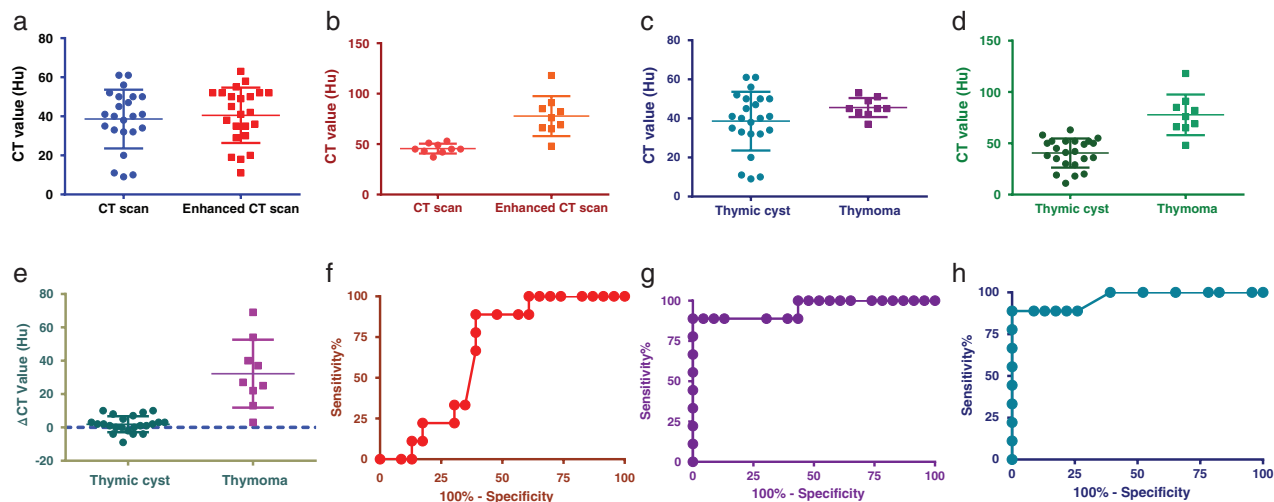 a
CT value (Hu)
80
60
40
20
0
CT scan
Enhanced CT scan
b
CT value (Hu)
150
100
50
0
CT scan
Enhanced CT scan
c
CT value (Hu)
80
60
40
20
0
Thymic cyst
Thymoma
d
CT value (Hu)
150
100
50
0
Thymic cyst
Thymoma
e
Δ CT Value (Hu)
80
60
40
20
0
-20
Thymic cyst
Thymoma
f
Sensitivity%
100
75
50
25
0
0
25
50
75
100
100% - Specificity
g
Sensitivity%
100
75
50
25
0
0
25
50
75
100
100% - Specificity
h
Sensitivity%
100
75
50
25
0
0
25
50
75
100
100% - Specificity